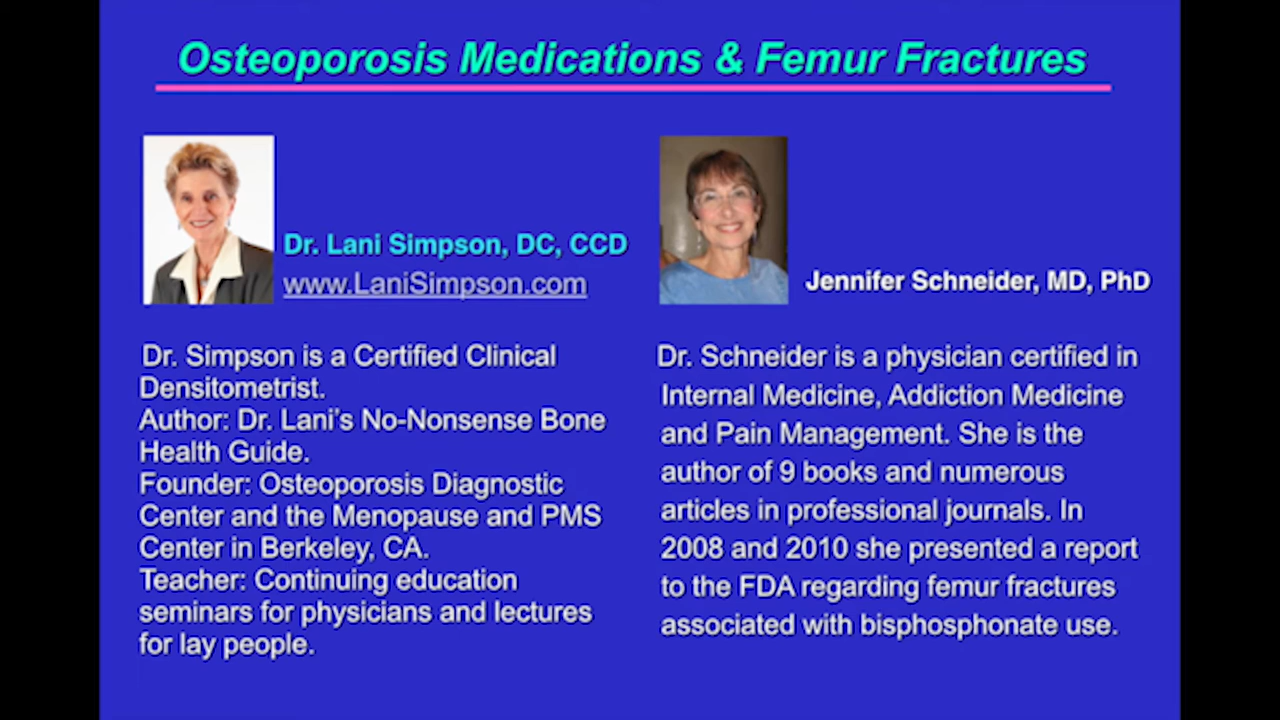 Osteoporosis Medications & Femur Fractures
Dr. Lani Simpson, DC, CCD
www.LaniSimpson.com
Dr. Simpson is a Certified Clinical
Densitometrist.
Author: Dr. Lani’s No-Nonsense Bone
Health Guide.
Founder: Osteoporosis Diagnostic
Center and the Menopause and PMS
Center in Berkeley, CA.
Teacher: Continuing education
seminars for physicians and lectures
for lay people.
Jennifer Schneider, MD, PhD
Dr. Schneider is a physician certified in
Internal Medicine, Addiction Medicine
and Pain Management. She is the
author of 9 books and numerous
articles in professional journals. In
2008 and 2010 she presented a report
to the FDA regarding femur fractures
associated with bisphosphonate use.